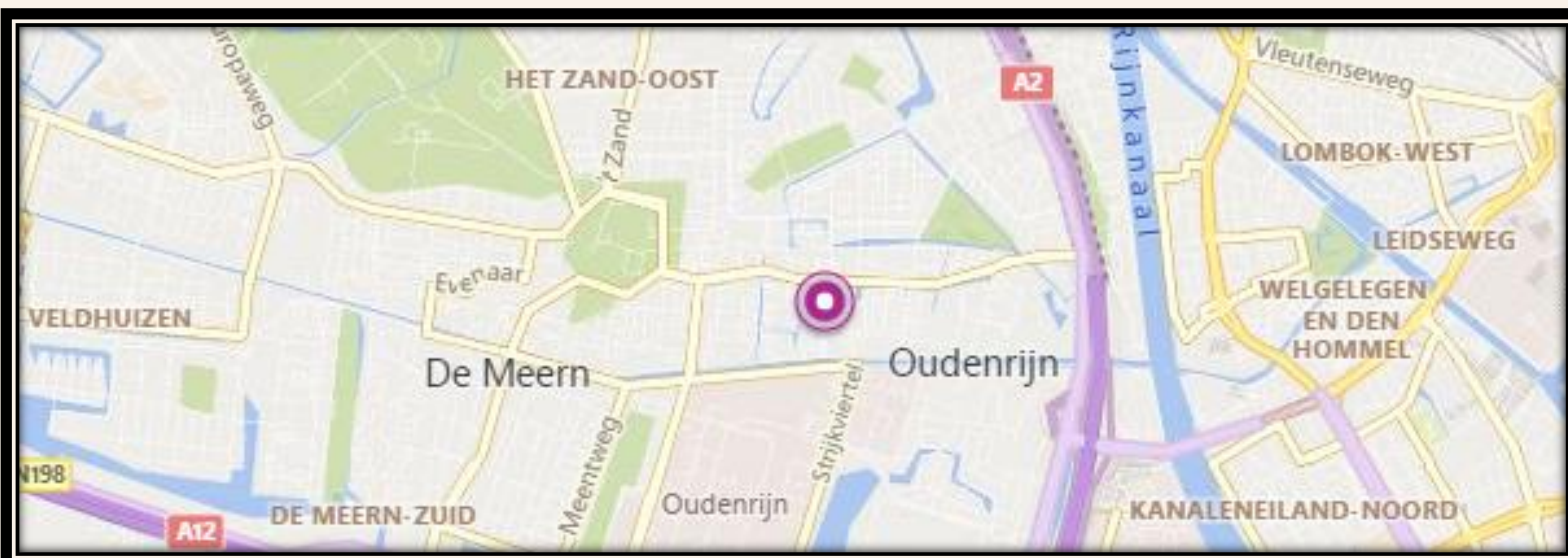 uropaweg
HET ZAND-OOST
't Zand
A2
Rijnkanaal
Vleutenseweg
LOMBOK-WEST
LEIDSEWEG
Evenaar
VELDHUIZEN
WELGELEGEN
EN DEN
HOMMEL
De Meern
Oudenrijn
Strijkviertel
Meentweg
N198
DE MEERN-ZUID
Oudenrijn
KANALENEILAND-NOORD
A12